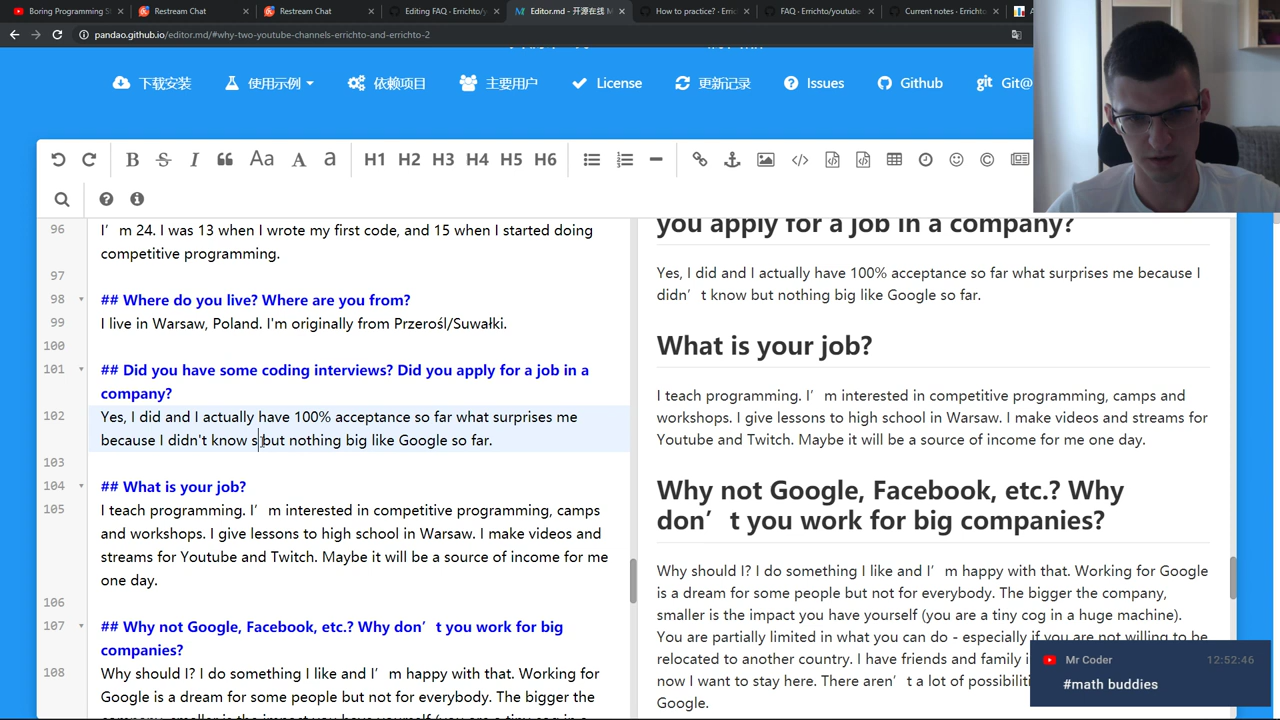 Boring Programming S
Restream Chat
Restream Chat
Editing FAQ - Errichto/y
Editor.md - 开源在线 M
How to practice? · Errich
FAQ · Errichto/youtube
Current notes · Errichto
pandao.github.io/editor.md/#why-two-youtube-channels-errichto-and-errichto-2
下载安装
使用示例
依赖项目
主要用户
License
更新记录
Issues
Github
Git@
B S I Aa A a H1 H2 H3 H4 H5 H6
96 I’m 24. I was 13 when I wrote my first code, and 15 when I started doing
competitive programming.
97
98 ## Where do you live? Where are you from?
99 I live in Warsaw, Poland. I'm originally from Przerośl/Suwałki.
100
101 ## Did you have some coding interviews? Did you apply for a job in a
company?
102 Yes, I did and I actually have 100% acceptance so far what surprises me
because I didn't know s but nothing big like Google so far.
103
104 ## What is your job?
105 I teach programming. I’m interested in competitive programming, camps
and workshops. I give lessons to high school in Warsaw. I make videos and
streams for Youtube and Twitch. Maybe it will be a source of income for me
one day.
106
107 ## Why not Google, Facebook, etc.? Why don’t you work for big
companies?
108 Why should I? I do something I like and I’m happy with that. Working for
Google is a dream for some people but not for everybody. The bigger the
company, smaller is the impact you have yourself (you are a tiny cog in a
you apply for a job in a company?
Yes, I did and I actually have 100% acceptance so far what surprises me because I
didn’t know but nothing big like Google so far.
What is your job?
I teach programming. I’m interested in competitive programming, camps and
workshops. I give lessons to high school in Warsaw. I make videos and streams for
Youtube and Twitch. Maybe it will be a source of income for me one day.
Why not Google, Facebook, etc.? Why
don’t you work for big companies?
Why should I? I do something I like and I’m happy with that. Working for Google
is a dream for some people but not for everybody. The bigger the company,
smaller is the impact you have yourself (you are a tiny cog in a huge machine).
You are partially limited in what you can do - especially if you are not willing to be
relocated to another country. I have friends and family i
now I want to stay here. There aren’t a lot of possibiliti
Google.
Mr Coder
12:52:46
#math buddies